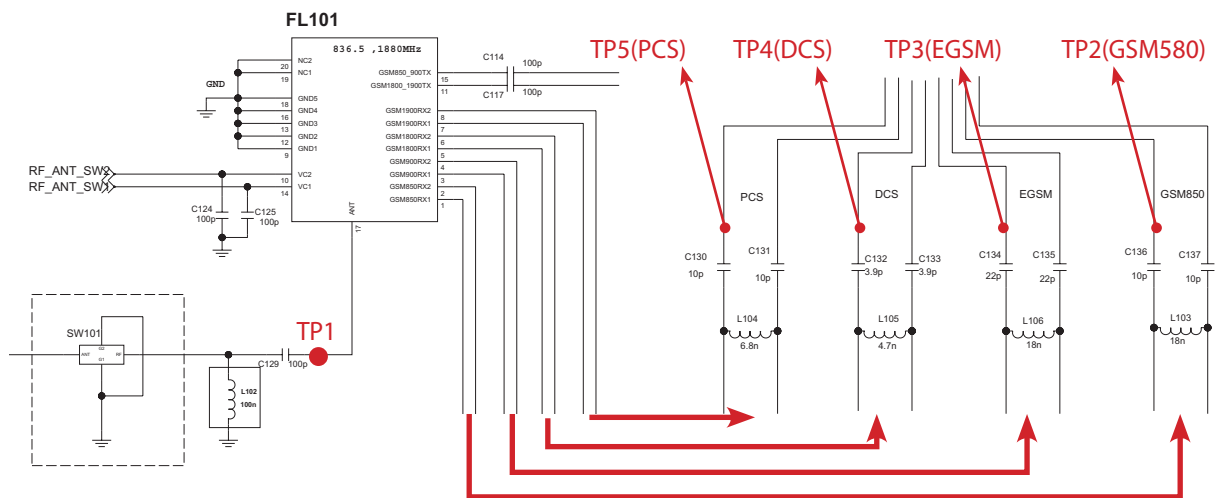 FL101
836.5 ,1880MHz
NC2
20
NC1
19
GND
GND5
18
GND4
16
GND3
13
GND2
12
GND1
9
RF_ANT_SW2
VC2
10
RF_ANT_SW1
VC1
14
ANT
17
GSM850_900TX
15
GSM1800_1900TX
11
GSM1900RX2
8
GSM1900RX1
7
GSM1800RX2
6
GSM1800RX1
5
GSM900RX2
4
GSM900RX1
3
GSM850RX2
2
GSM850RX1
1
C114
100p
C117
100p
C124
100p
C125
100p
SW101
G2
ANT
RF
G1
TP1
C129
100p
L102
100n
TP5(PCS)
TP4(DCS)
TP3(EGSM)
TP2(GSM580)
PCS
DCS
EGSM
GSM850
C130
10p
C131
10p
C132
3.9p
C133
3.9p
C134
22p
C135
22p
C136
10p
C137
10p
L104
6.8n
L105
4.7n
L106
18n
L103
18n